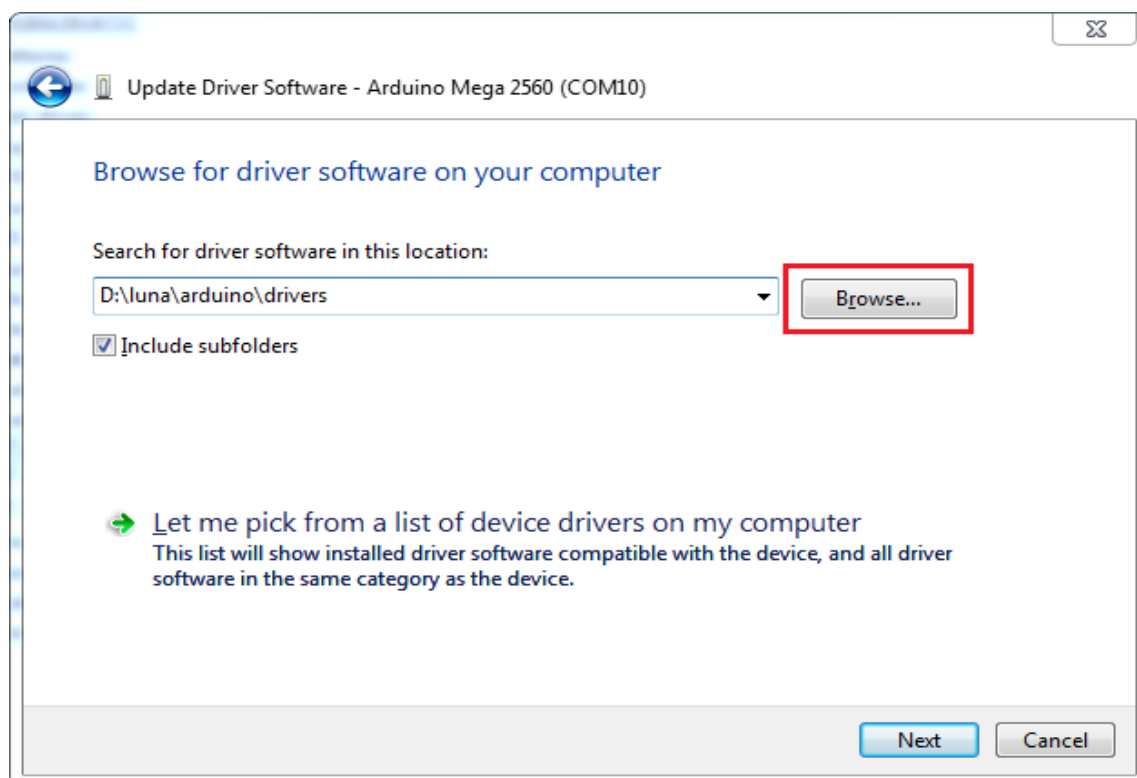 Update Driver Software - Arduino Mega 2560 (COM10)
Browse for driver software on your computer
Search for driver software in this location:
D:\luna\arduino\drivers
Browse...
Include subfolders
Let me pick from a list of device drivers on my computer
This list will show installed driver software compatible with the device, and all driver
software in the same category as the device.
Next
Cancel